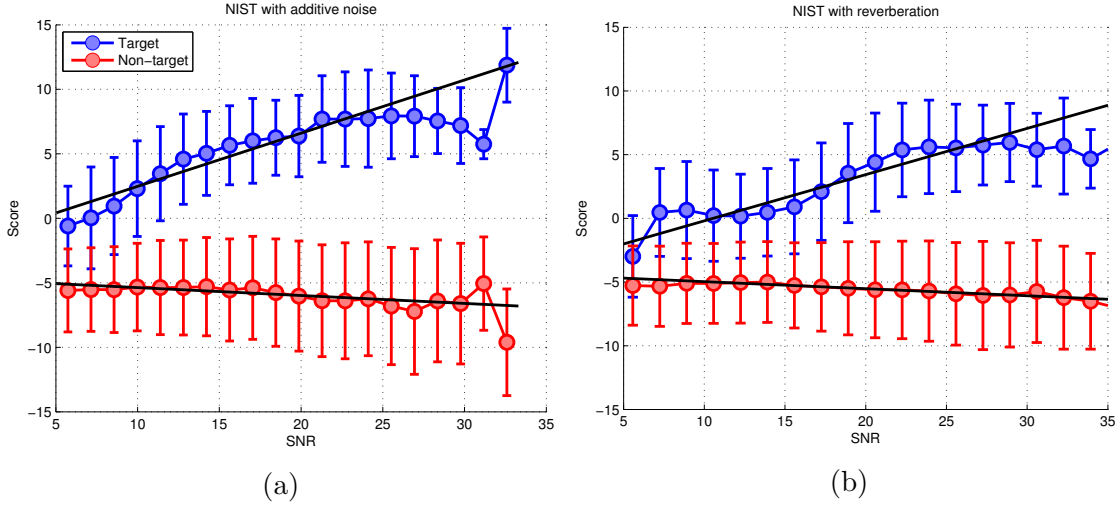 NIST with additive noise
Target
Non-target
Score
15
10
5
0
−5
−10
−15
5 10 15 20 25 30 35
SNR
(a)
NIST with reverberation
Score
15
10
5
0
−5
−10
−15
5 10 15 20 25 30 35
SNR
(b)